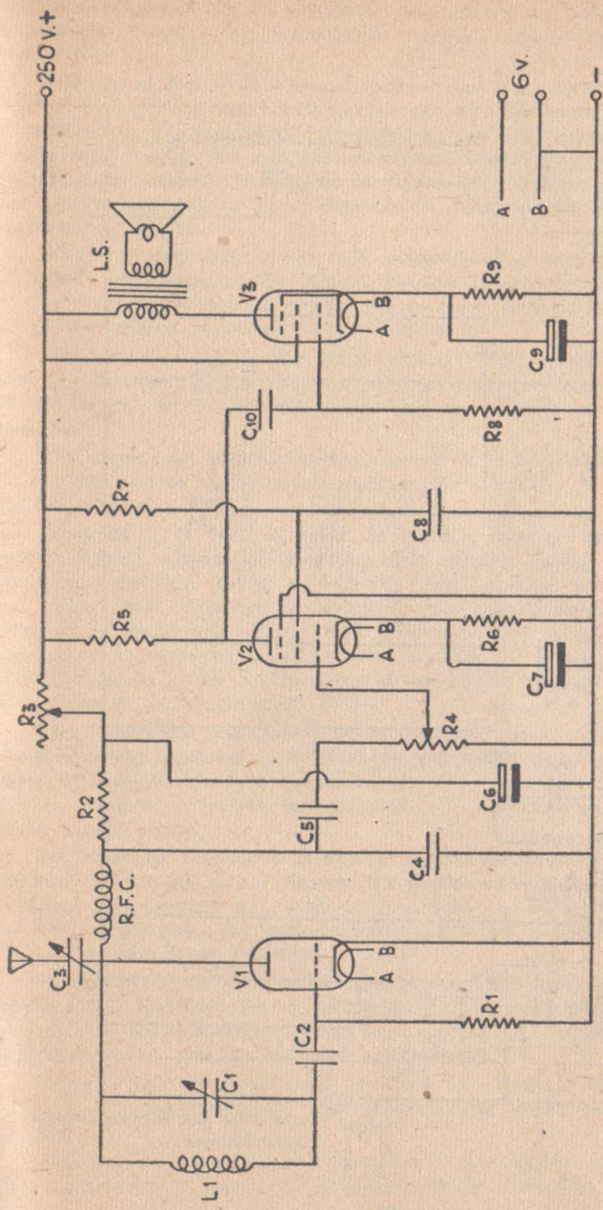 250 V.+
L.S.
6 V.
A
B
–
V3
B
A
R9
C9
C10
R8
R7
C8
R5
V2
B
A
R6
C7
R3
R4
R2
C6
C5
C4
R.F.C.
C3
V1
B
A
C2
R1
C1
L1